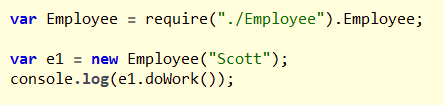 var Employee = require("./Employee").Employee;
var e1 = new Employee("Scott");
console.log(e1.doWork());